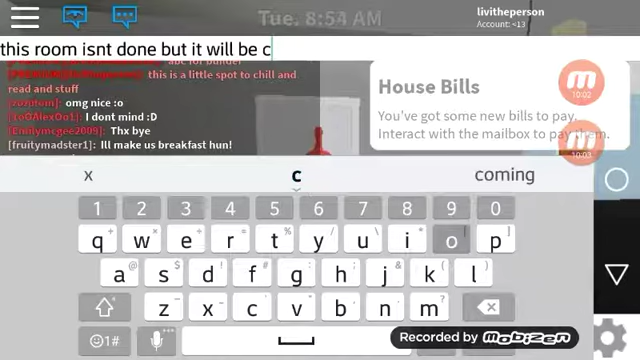 Tue. 8:54 AM
livitheperson
Account: <13
this room isnt done but it will be c
this is a little spot to chill and
read and stuff
omg nice :o
I dont mind :D
[Emilymcgee2009]: Thx bye
[fruitymadster1]: Ill make us breakfast hun!
House Bills
You've got some new bills to pay.
Interact with the mailbox to pay them.
10:02
10:03
x c coming
1 2 3 4 5 6 7 8 9 0
q w e r t y u i o p
a s d f g h j k l
z x c v b n m
☺1#
Recorded by Mobizen